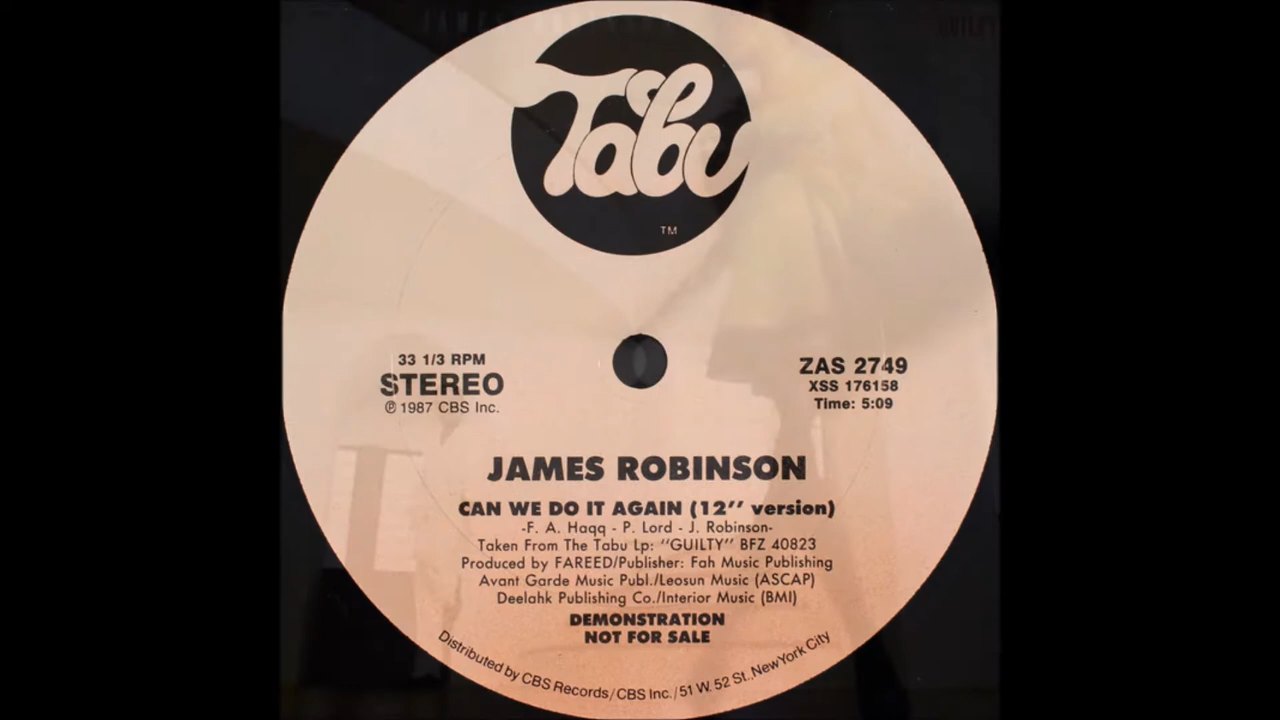 Tabu
TM
33 1/3 RPM
STEREO
℗ 1987 CBS Inc.
ZAS 2749
XSS 176158
Time: 5:09
JAMES ROBINSON
CAN WE DO IT AGAIN (12″ version)
-F. A. Haqq - P. Lord - J. Robinson-
Taken From The Tabu Lp: "GUILTY" BFZ 40823
Produced by FAREED/Publisher: Fah Music Publishing
Avant Garde Music Publ./Leosun Music (ASCAP)
Deelahk Publishing Co./Interior Music (BMI)
DEMONSTRATION
NOT FOR SALE
Distributed by CBS Records/CBS Inc./51 W. 52 St., New York City